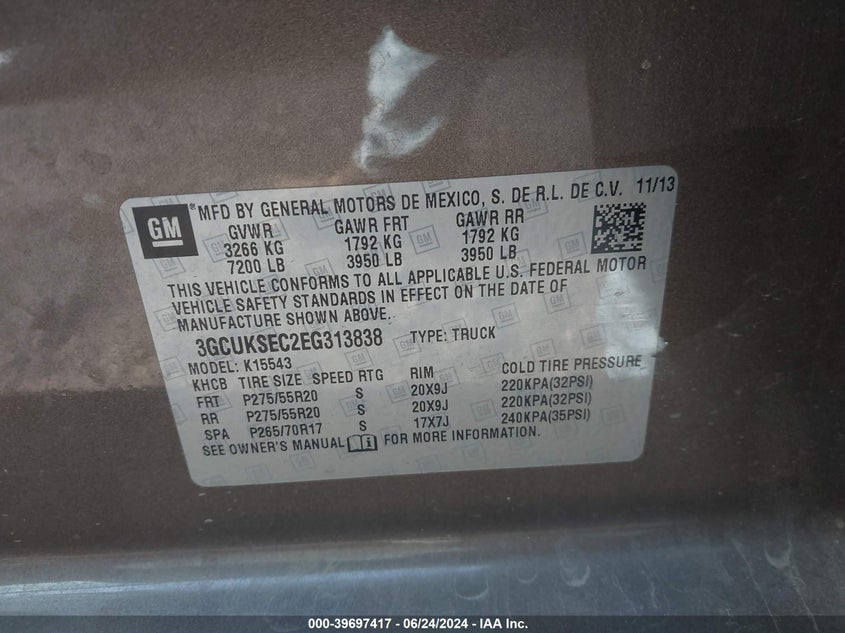 GM
® MFD BY GENERAL MOTORS DE MEXICO, S. DE R.L. DE C.V. 11/13
GVWR GAWR FRT GAWR RR
3266 KG 1792 KG 1792 KG
7200 LB 3950 LB 3950 LB
THIS VEHICLE CONFORMS TO ALL APPLICABLE U.S. FEDERAL MOTOR
VEHICLE SAFETY STANDARDS IN EFFECT ON THE DATE OF
MANUFACTURE SHOWN ABOVE.
3GCUKSEC2EG313838 TYPE: TRUCK
MODEL: K15543
KHCB TIRE SIZE SPEED RTG RIM COLD TIRE PRESSURE
FRT P275/55R20 S 20X9J 220KPA(32PSI)
RR P275/55R20 S 20X9J 220KPA(32PSI)
SPA P265/70R17 S 17X7J 240KPA(35PSI)
SEE OWNER'S MANUAL FOR MORE INFORMATION.
000-39697417 - 06/24/2024 - IAA Inc.